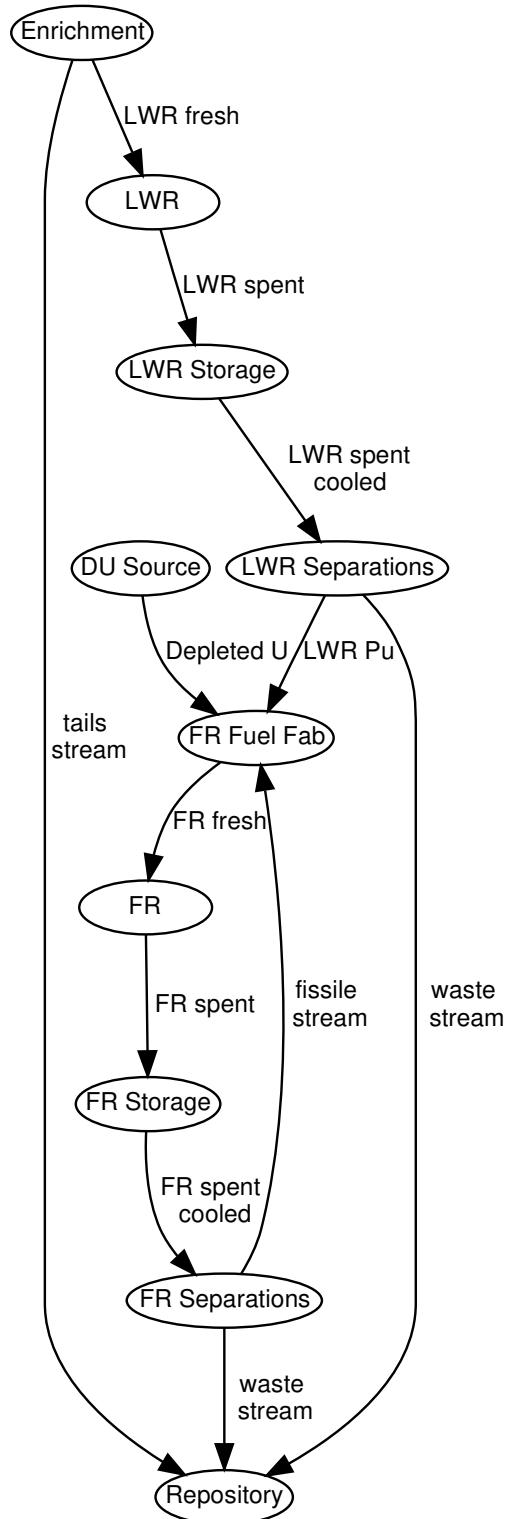 Enrichment
LWR fresh
LWR
LWR spent
LWR Storage
LWR spent
cooled
DU Source
LWR Separations
Depleted U
LWR Pu
tails
stream
FR Fuel Fab
FR fresh
FR
FR spent
fissile
stream
waste
stream
FR Storage
FR spent
cooled
FR Separations
waste
stream
Repository